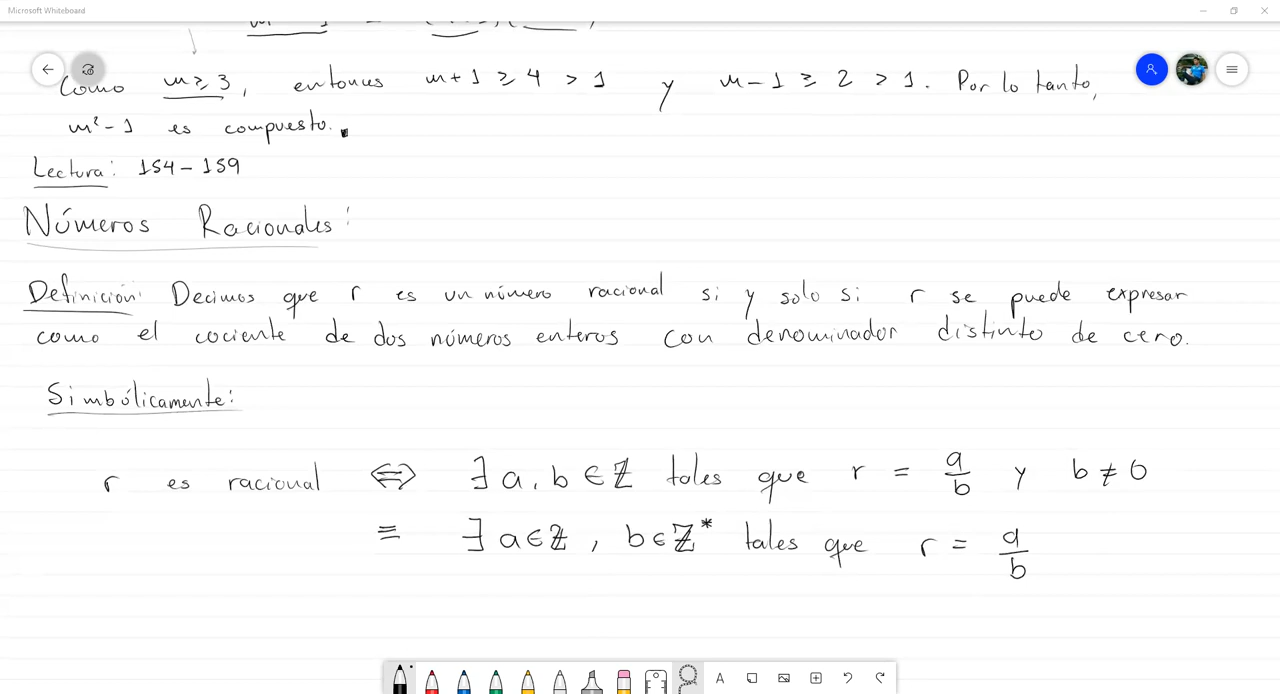 Microsoft Whiteboard
Como m ≥ 3, entonces m + 1 ≥ 4 > 1 y m - 1 ≥ 2 > 1. Por lo tanto,
m² - 1 es compuesto.
Lectura: 154 - 159
Números Racionales:
Definición: Decimos que r es un número racional si y solo si r se puede expresar
como el cociente de dos números enteros con denominador distinto de cero.
Simbólicamente:
r es racional ⇔ ∃ a, b ∈ ℤ tales que r = a/b y b ≠ 0
≡ ∃ a ∈ ℤ, b ∈ ℤ* tales que r = a/b
A